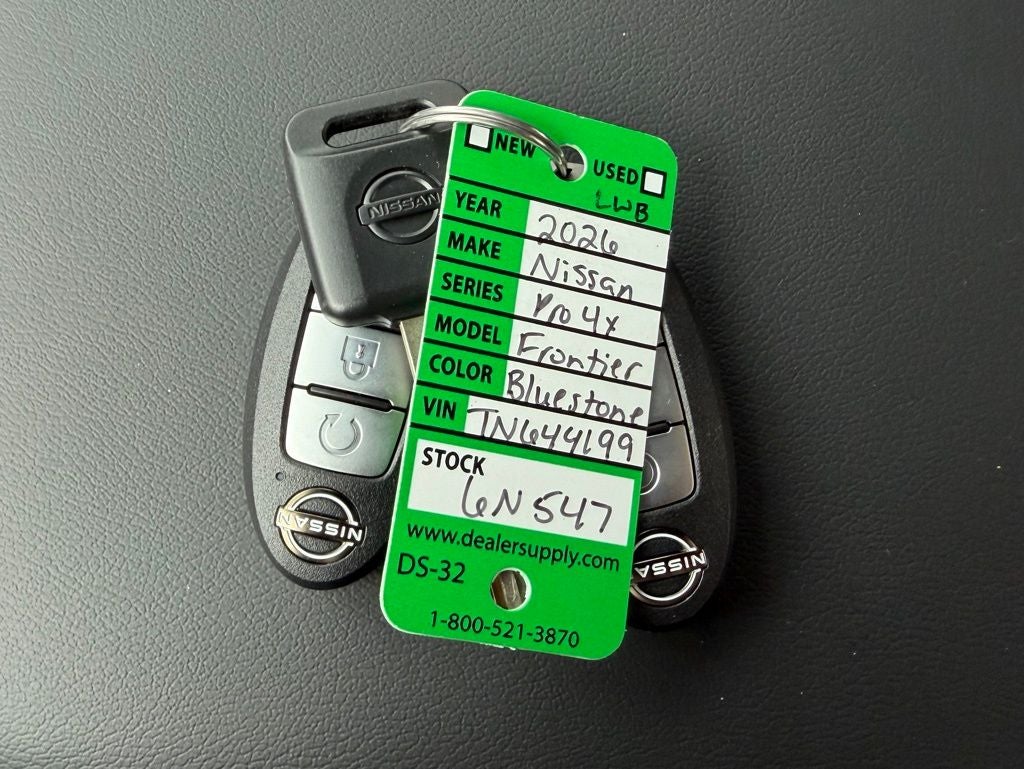 NEW USED
LWB
NISSAN
YEAR 2026
MAKE Nissan
SERIES Pro 4x
MODEL Frontier
COLOR Bluestone
VIN TN644199
STOCK 6N547
www.dealersupply.com
DS-32
1-800-521-3870
NISSAN
NISSAN